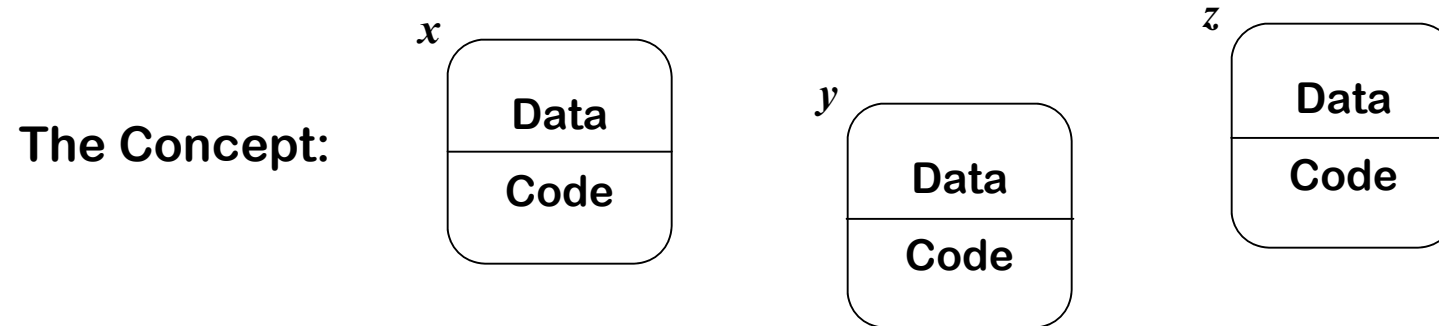 The Concept:
x
Data
Code
y
Data
Code
z
Data
Code